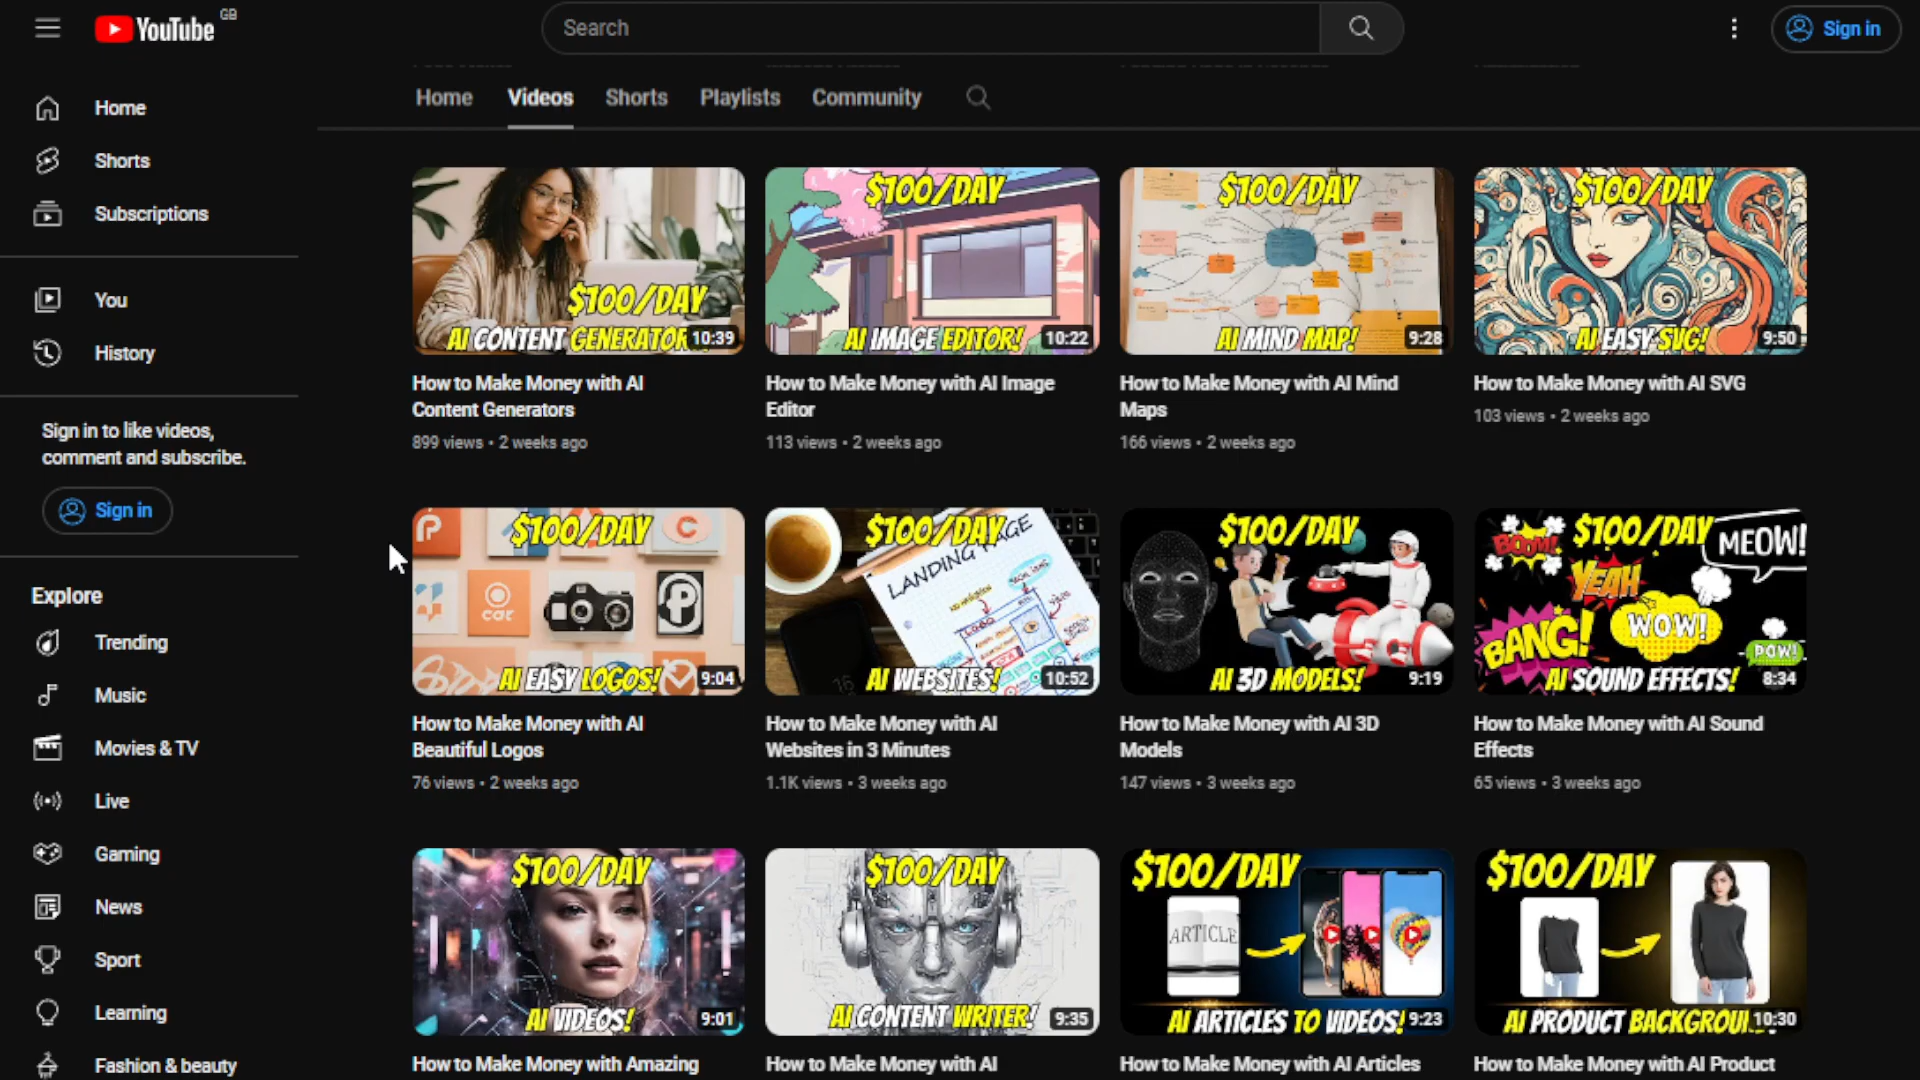 YouTube GB
Search
Sign in
Home
Videos
Shorts
Playlists
Community
Home
Shorts
Subscriptions
You
History
Sign in to like videos,
comment and subscribe.
Sign in
Explore
Trending
Music
Movies & TV
Live
Gaming
News
Sport
Learning
Fashion & beauty
$100/DAY
AI CONTENT GENERATOR
10:39
How to Make Money with AI
Content Generators
899 views • 2 weeks ago
$100/DAY
AI IMAGE EDITOR!
10:22
How to Make Money with AI Image
Editor
113 views • 2 weeks ago
$100/DAY
AI MIND MAP!
9:28
How to Make Money with AI Mind
Maps
166 views • 2 weeks ago
$100/DAY
AI EASY SVG!
9:50
How to Make Money with AI SVG
103 views • 2 weeks ago
$100/DAY
C
car
P
AI EASY LOGOS!
9:04
How to Make Money with AI
Beautiful Logos
76 views • 2 weeks ago
$100/DAY
LANDING PAGE
LOGO
AI WEBSITES!
10:52
How to Make Money with AI
Websites in 3 Minutes
1.1K views • 3 weeks ago
$100/DAY
AI 3D MODELS!
9:19
How to Make Money with AI 3D
Models
147 views • 3 weeks ago
BOOM!
$100/DAY
MEOW!
YEAH
BANG!
WOW!
POW!
AI SOUND EFFECTS!
8:34
How to Make Money with AI Sound
Effects
65 views • 3 weeks ago
$100/DAY
AI VIDEOS!
9:01
How to Make Money with Amazing
$100/DAY
AI CONTENT WRITER!
9:35
How to Make Money with AI
$100/DAY
ARTICLE
AI ARTICLES TO VIDEOS!
9:23
How to Make Money with AI Articles
$100/DAY
AI PRODUCT BACKGROU
10:30
How to Make Money with AI Product